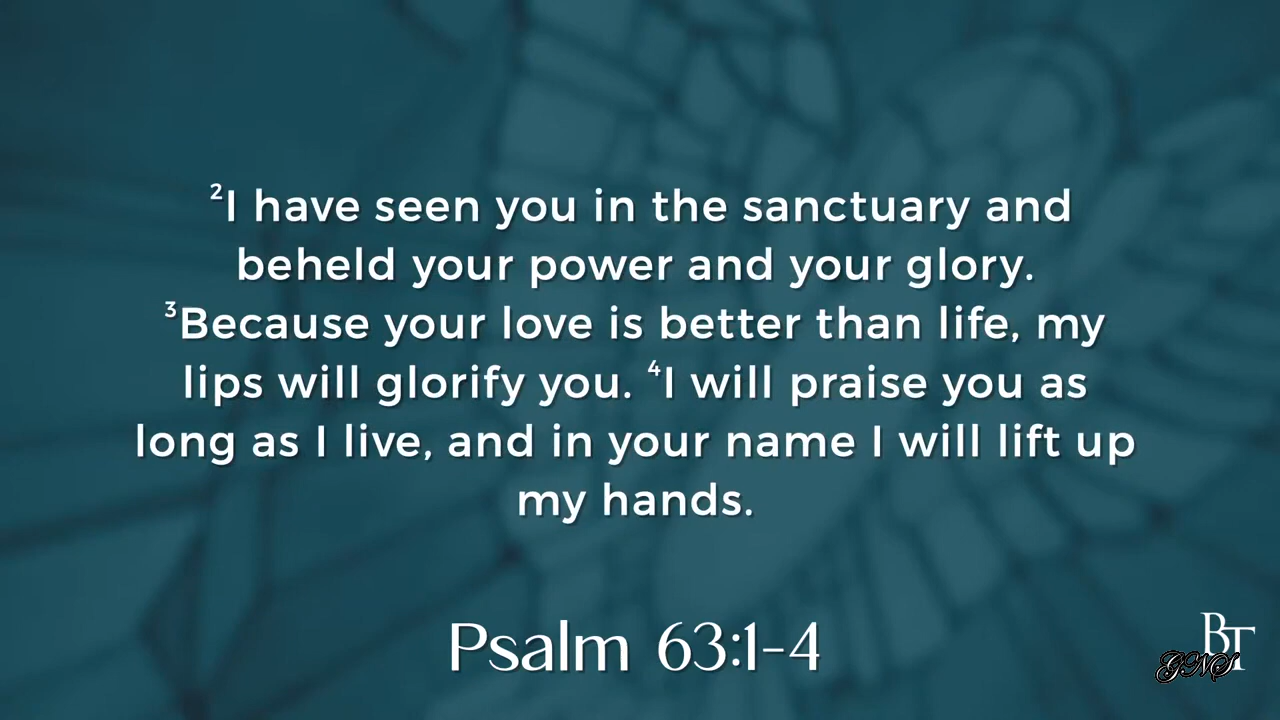 ²I have seen you in the sanctuary and
beheld your power and your glory.
³Because your love is better than life, my
lips will glorify you. ⁴I will praise you as
long as I live, and in your name I will lift up
my hands.
Psalm 63:1-4
BT
GNS